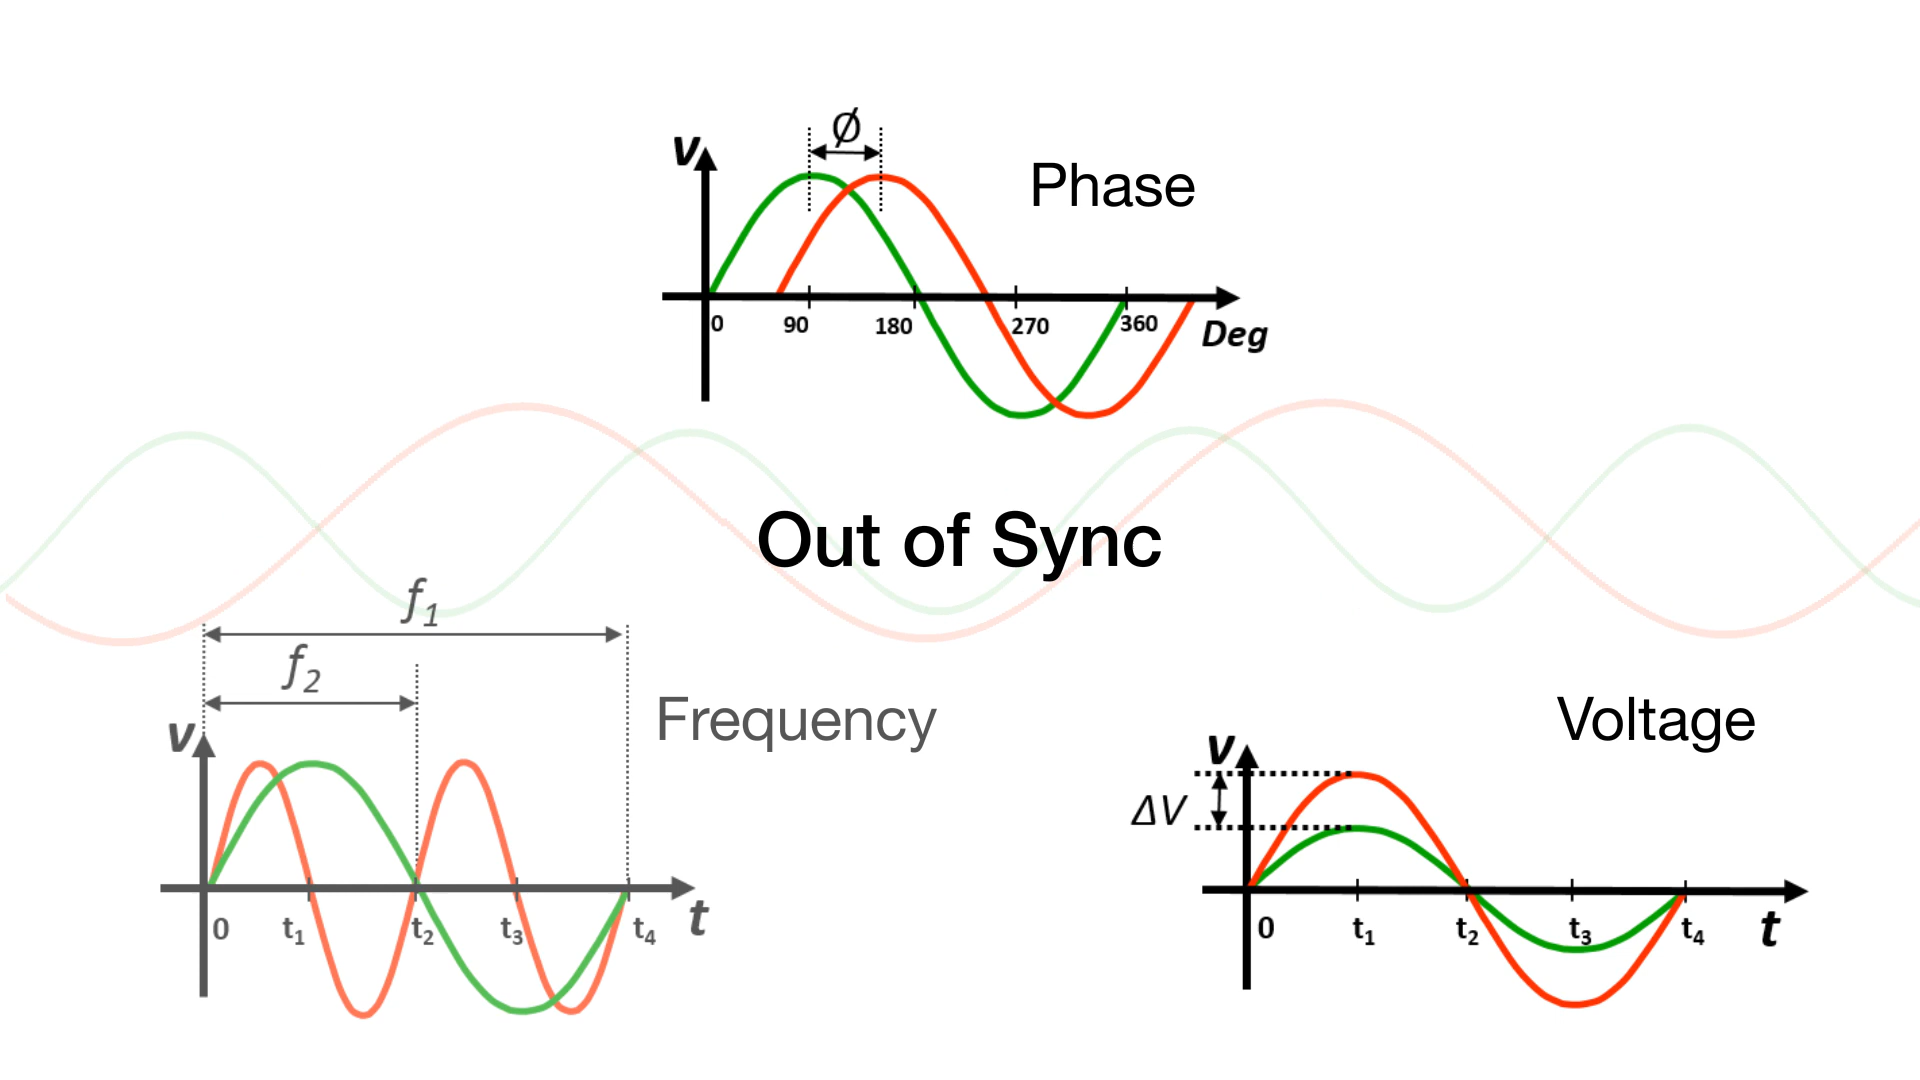 Ø
V
Phase
0 90 180 270 360
Deg
Out of Sync
f1
f2
Frequency
V
0 t1 t2 t3 t4 t
Voltage
V
ΔV
0 t1 t2 t3 t4 t